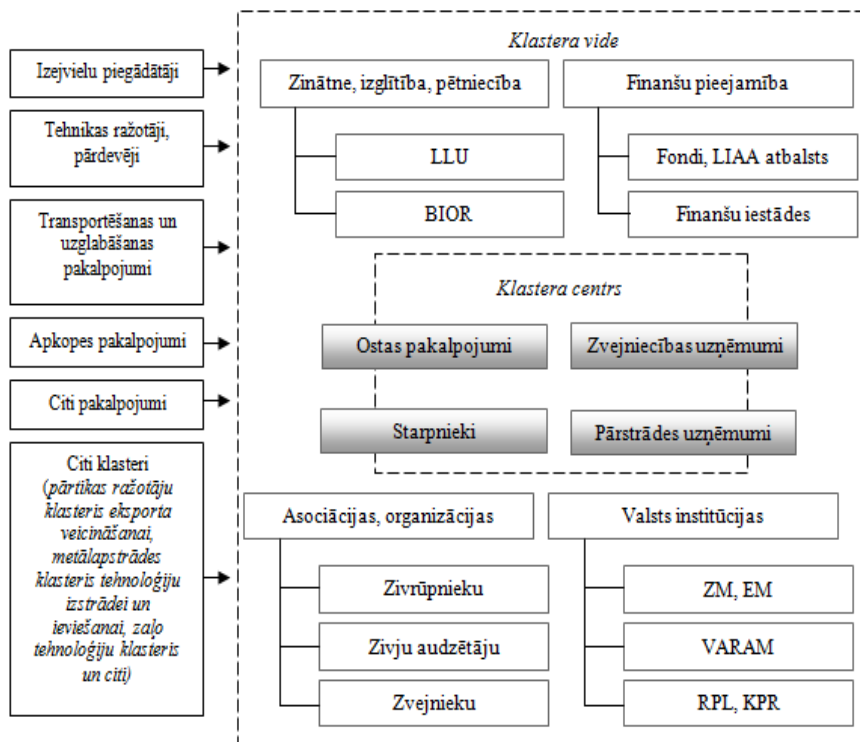 Izejvielu piegādātāji
Tehnikas ražotāji,
pārdevēji
Transportēšanas un
uzglabāšanas
pakalpojumi
Apkopes pakalpojumi
Citi pakalpojumi
Citi klasteri
(pārtikas ražotāju
klasteris eksporta
veicināšanai,
metālapstrādes
klasteris tehnoloģiju
izstrādei un
ieviešanai, zaļo
tehnoloģiju klasteris
un citi)
Klastera vide
Zinātne, izglītība, pētniecība
LLU
BIOR
Finanšu pieejamība
Fondi, LIAA atbalsts
Finanšu iestādes
Klastera centrs
Ostas pakalpojumi
Zvejniecības uzņēmumi
Starpnieki
Pārstrādes uzņēmumi
Asociācijas, organizācijas
Zivrūpnieku
Zivju audzētāju
Zvejnieku
Valsts institūcijas
ZM, EM
VARAM
RPL, KPR